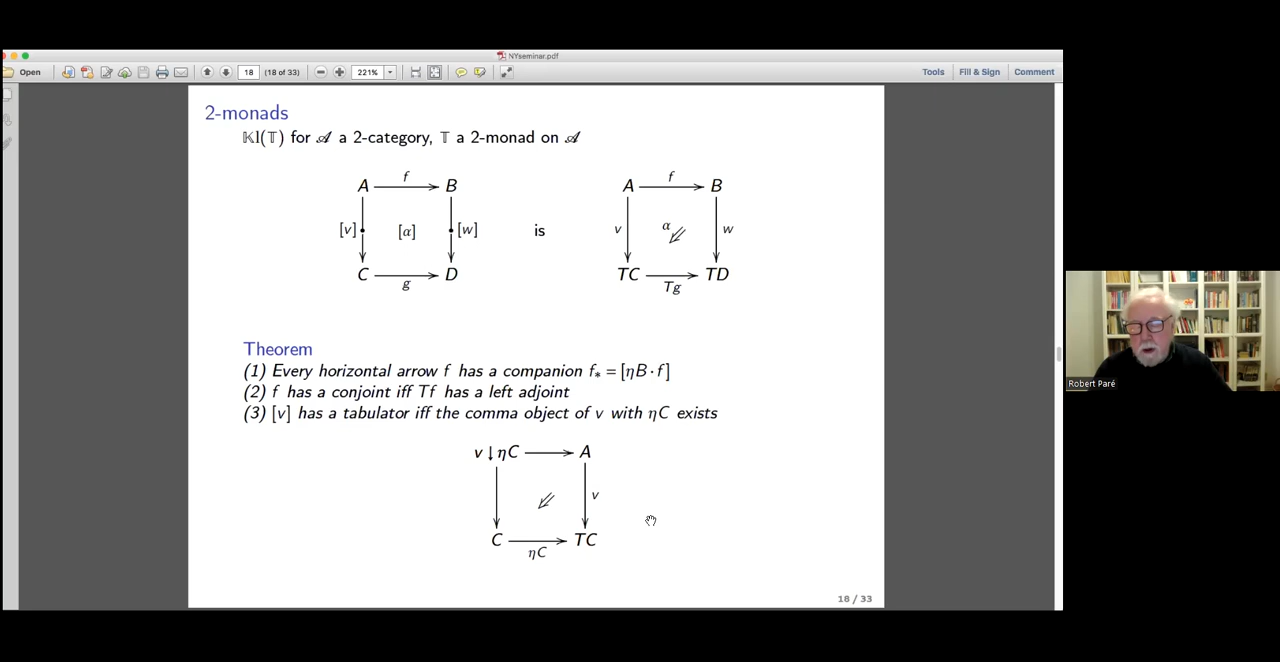 NYseminar.pdf
Open 18 (18 of 33) 221% Tools Fill & Sign Comment
2-monads
𝕂l(𝕋) for 𝒜 a 2-category, 𝕋 a 2-monad on 𝒜
A f B A f B
[v] [α] [w] is v α w
C g D TC Tg TD
Theorem
(1) Every horizontal arrow f has a companion f⁎ = [ηB · f]
(2) f has a conjoint iff Tf has a left adjoint
(3) [v] has a tabulator iff the comma object of v with ηC exists
v ↓ ηC A
v
C ηC TC
18 / 33
Robert Paré